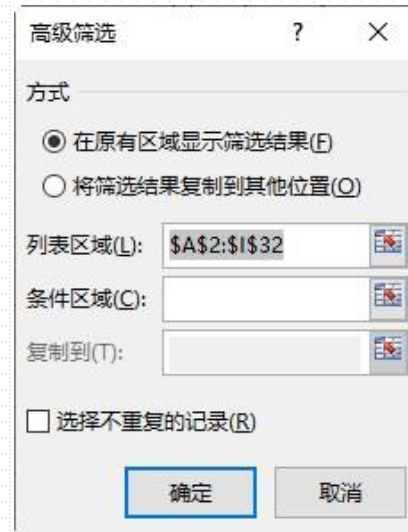 高级筛选 ? ×
方式
在原有区域显示筛选结果(F)
将筛选结果复制到其他位置(O)
列表区域(L): $A$2:$I$32
条件区域(C):
复制到(T):
选择不重复的记录(R)
确定 取消